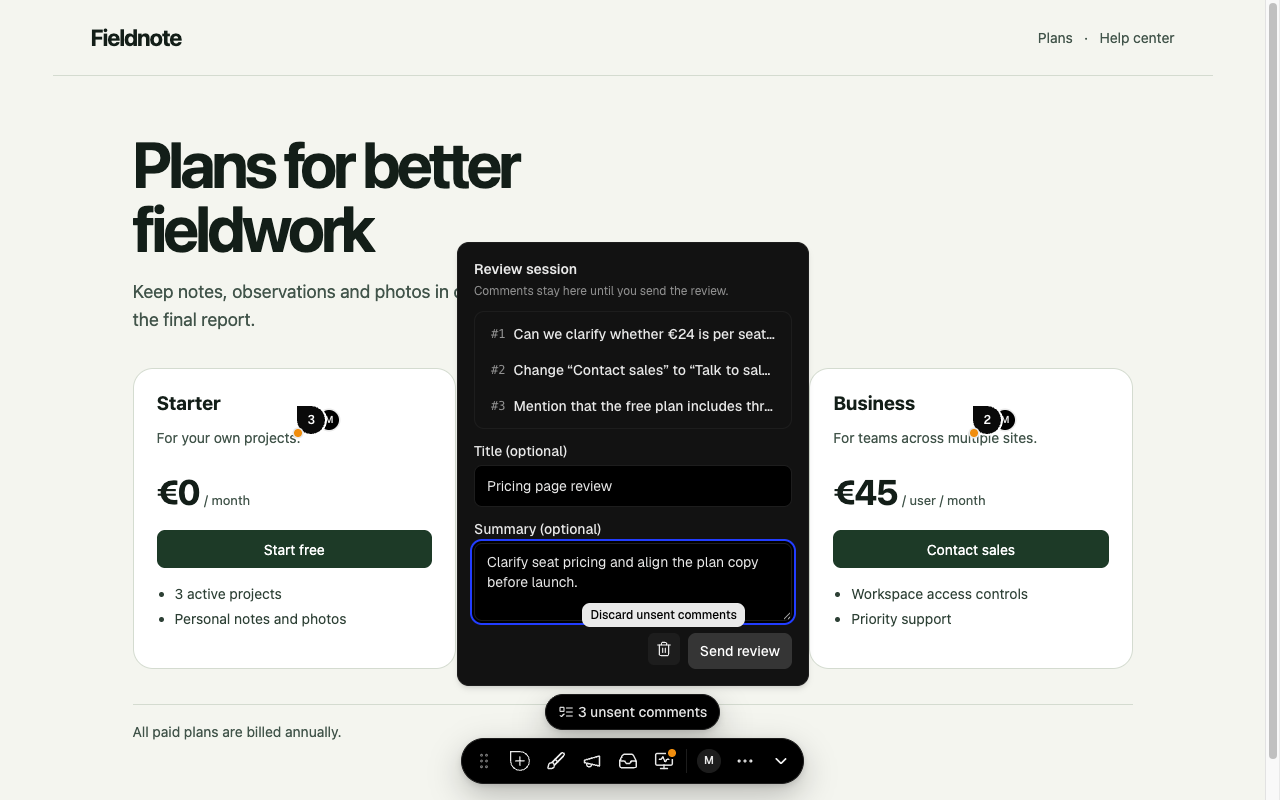 Fieldnote
Plans · Help center
Plans for better
fieldwork
Keep notes, observations and photos in
the final report.
Review session
Comments stay here until you send the review.
#1 Can we clarify whether €24 is per seat…
#2 Change “Contact sales” to “Talk to sal…
#3 Mention that the free plan includes thr…
Title (optional)
Pricing page review
Summary (optional)
Clarify seat pricing and align the plan copy
before launch.
Discard unsent comments
Send review
Starter
3 M
For your own projects.
€0 / month
Start free
3 active projects
Personal notes and photos
Business
2 M
For teams across multiple sites.
€45 / user / month
Contact sales
Workspace access controls
Priority support
3 unsent comments
All paid plans are billed annually.
M